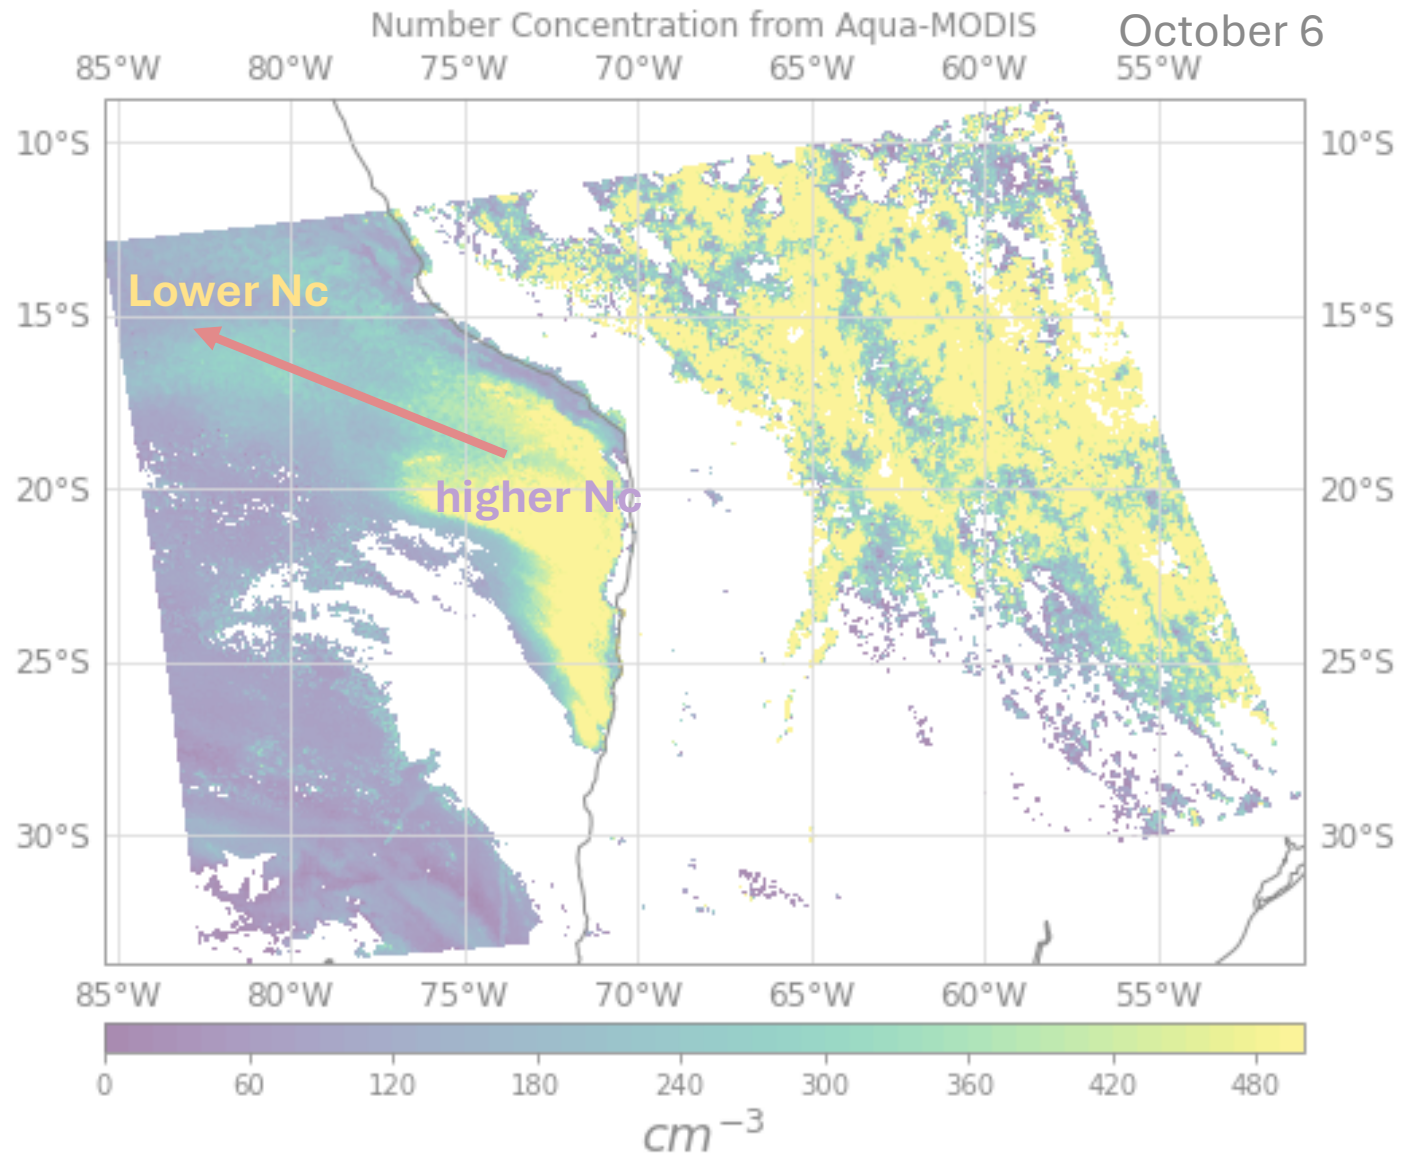 Number Concentration from Aqua-MODIS
October 6
85°W 80°W 75°W 70°W 65°W 60°W 55°W
10°S 10°S
Lower Nc
15°S 15°S
20°S higher Nc 20°S
25°S 25°S
30°S 30°S
85°W 80°W 75°W 70°W 65°W 60°W 55°W
0 60 120 180 240 300 360 420 480
cm⁻³